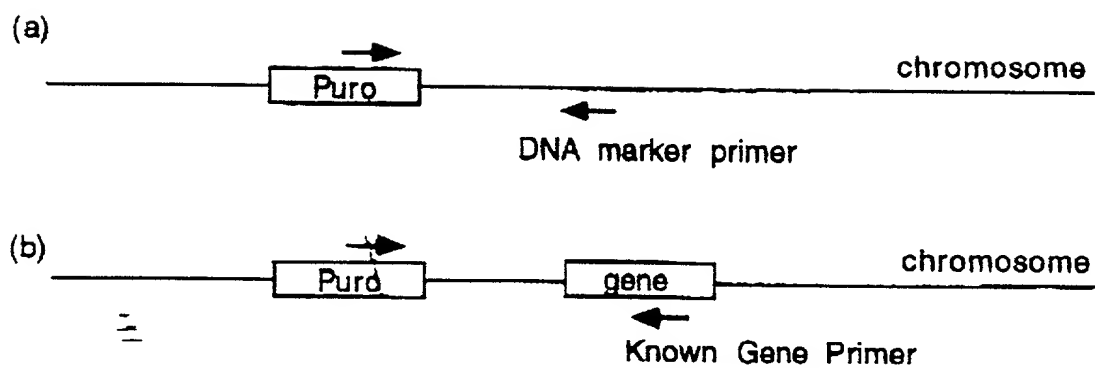 (a)
Puro
chromosome
DNA marker primer
(b)
Puro
gene
chromosome
Known Gene Primer